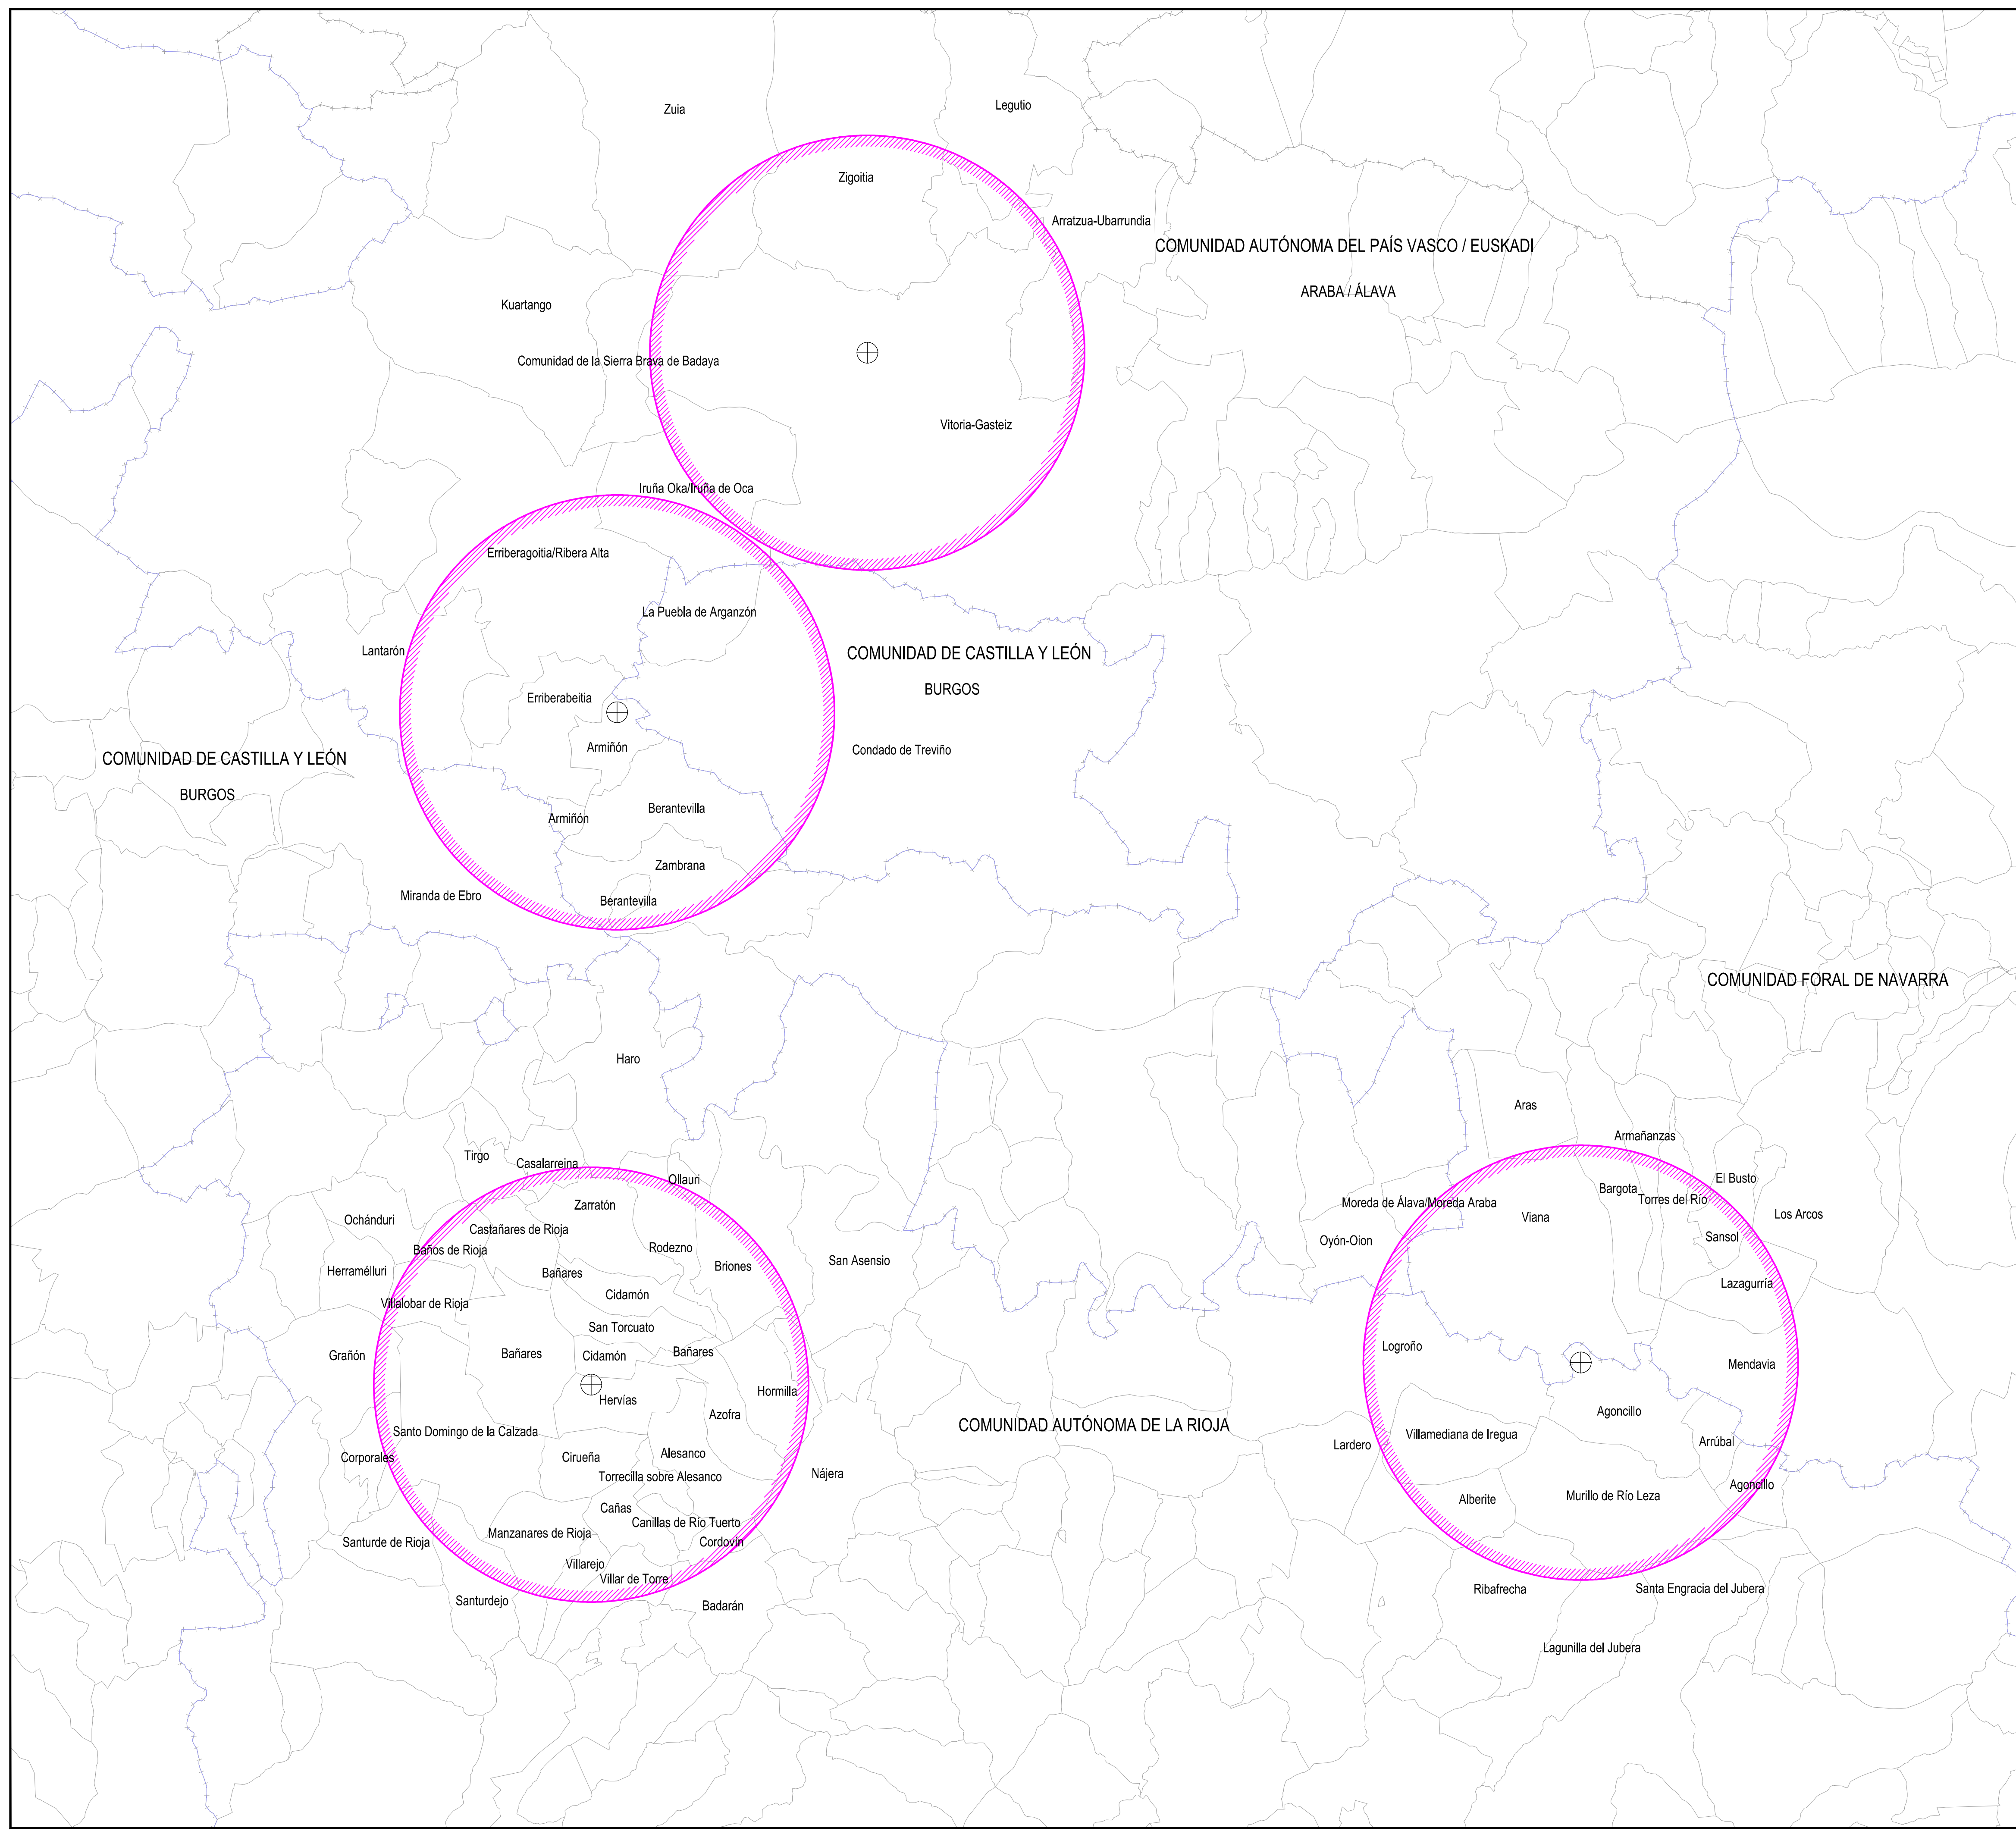 Zuia
Legutio
Zigoitia
Arratzua-Ubarrundia
COMUNIDAD AUTÓNOMA DEL PAÍS VASCO / EUSKADI
ARABA / ÁLAVA
Kuartango
Comunidad de la Sierra Brava de Badaya
Vitoria-Gasteiz
Iruña Oka/Iruña de Oca
Erriberagoitia/Ribera Alta
La Puebla de Arganzón
Lantarón
COMUNIDAD DE CASTILLA Y LEÓN
BURGOS
Erriberabeitia
Armiñón
Condado de Treviño
COMUNIDAD DE CASTILLA Y LEÓN
BURGOS
Berantevilla
Armiñón
Zambrana
Miranda de Ebro
Berantevilla
COMUNIDAD FORAL DE NAVARRA
Haro
Aras
Armañanzas
Tirgo
Casalarreina
Ollauri
El Busto
Bargota
Torres del Río
Moreda de Álava/Moreda Araba
Zarratón
Viana
Los Arcos
Ochánduri
Castañares de Rioja
Sansol
Oyón-Oion
Baños de Rioja
Rodezno
San Asensio
Briones
Herramélluri
Bañares
Lazagurría
Cidamón
Villalobar de Rioja
San Torcuato
Logroño
Grañón
Bañares
Cidamón
Bañares
Mendavia
Hormilla
Hervías
Azofra
Agoncillo
COMUNIDAD AUTÓNOMA DE LA RIOJA
Santo Domingo de la Calzada
Villamediana de Iregua
Lardero
Arrúbal
Corporales
Cirueña
Alesanco
Nájera
Torrecilla sobre Alesanco
Agoncillo
Alberite
Murillo de Río Leza
Cañas
Canillas de Río Tuerto
Manzanares de Rioja
Santurde de Rioja
Cordovín
Villarejo
Villar de Torre
Ribafrecha
Santa Engracia del Jubera
Santurdejo
Badarán
Lagunilla del Jubera